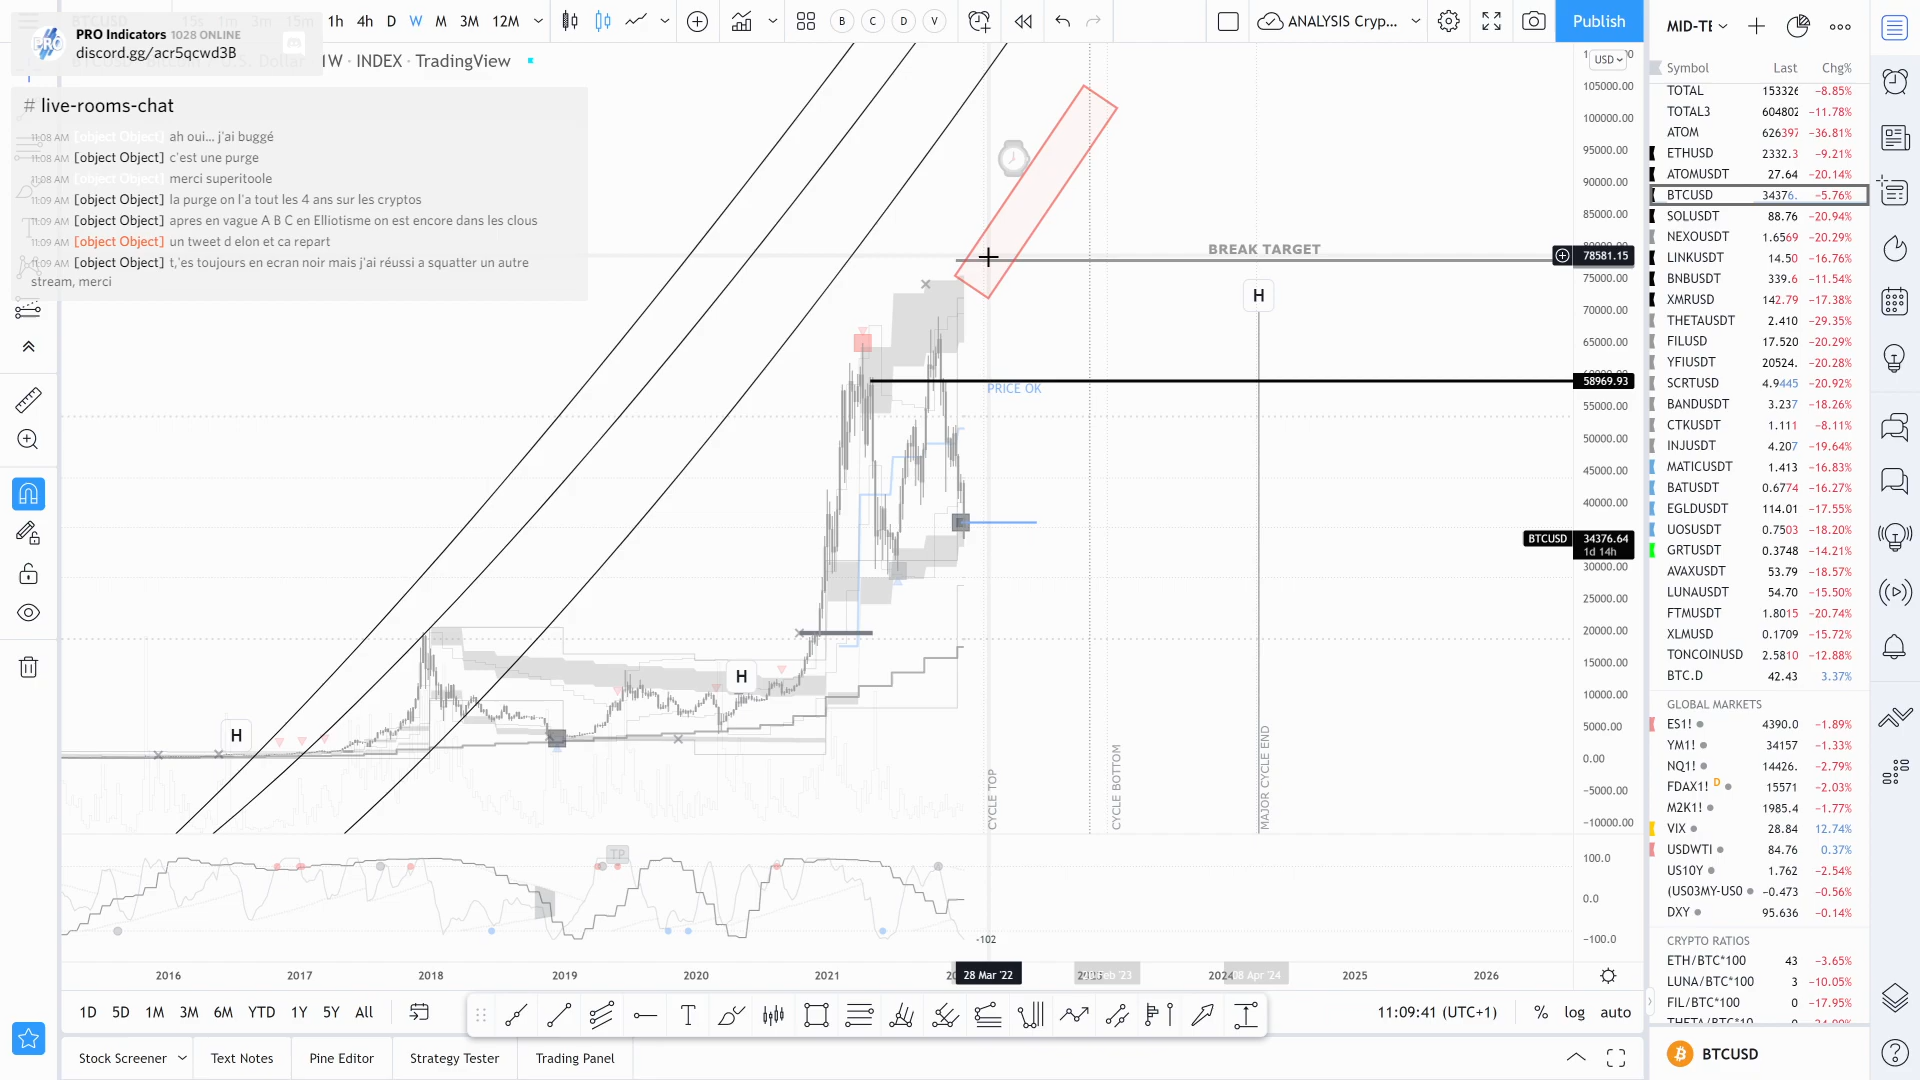 1h 4h D W M 3M 12M
B C D V
ANALYSIS Cryp...
Publish
PRO Indicators 1028 ONLINE
discord.gg/acr5qcwd3B
1W · INDEX · TradingView
# live-rooms-chat
11:08 AM [object Object] ah oui... j'ai buggé
11:08 AM [object Object] c'est une purge
11:08 AM [object Object] merci superitoole
11:09 AM [object Object] la purge on l'a tout les 4 ans sur les cryptos
11:09 AM [object Object] apres en vague A B C en Elliotisme on est encore dans les clous
11:09 AM [object Object] un tweet d elon et ca repart
11:09 AM [object Object] t,'es toujours en ecran noir mais j'ai réussi a squatter un autre
stream, merci
BREAK TARGET
H
PRICE OK
H
H
CYCLE TOP
CYCLE BOTTOM
MAJOR CYCLE END
TP
-102
USD
105000.00
100000.00
95000.00
90000.00
85000.00
78581.15
75000.00
70000.00
65000.00
58969.93
55000.00
50000.00
45000.00
40000.00
BTCUSD 34376.64
1d 14h
30000.00
25000.00
20000.00
15000.00
10000.00
5000.00
0.00
−5000.00
−10000.00
100.0
0.0
−100.0
2016 2017 2018 2019 2020 2021 28 Mar '22 2024 08 Apr '24 2025 2026
1D 5D 1M 3M 6M YTD 1Y 5Y All
11:09:41 (UTC+1) % log auto
Stock Screener Text Notes Pine Editor Strategy Tester Trading Panel
MID-TE
Symbol Last Chg%
TOTAL 153326 −8.85%
TOTAL3 604802 −11.78%
ATOM 626397 −36.81%
ETHUSD 2332.3 −9.21%
ATOMUSDT 27.64 −20.14%
BTCUSD 34376. −5.76%
SOLUSDT 88.76 −20.94%
NEXOUSDT 1.6569 −20.29%
LINKUSDT 14.50 −16.76%
BNBUSDT 339.6 −11.54%
XMRUSD 142.79 −17.38%
THETAUSDT 2.410 −29.35%
FILUSD 17.520 −20.29%
YFIUSDT 20524. −20.28%
SCRTUSD 4.9445 −20.92%
BANDUSDT 3.237 −18.26%
CTKUSDT 1.111 −8.11%
INJUSDT 4.207 −19.64%
MATICUSDT 1.413 −16.83%
BATUSDT 0.6774 −16.27%
EGLDUSDT 114.01 −17.55%
UOSUSDT 0.7503 −18.20%
GRTUSDT 0.3748 −14.21%
AVAXUSDT 53.79 −18.57%
LUNAUSDT 54.70 −15.50%
FTMUSDT 1.8015 −20.74%
XLMUSD 0.1709 −15.72%
TONCOINUSD 2.5810 −12.88%
BTC.D 42.43 3.37%
GLOBAL MARKETS
ES1! 4390.0 −1.89%
YM1! 34157 −1.33%
NQ1! 14426. −2.79%
FDAX1! D 15571 −2.03%
M2K1! 1985.4 −1.77%
VIX 28.84 12.74%
USDWTI 84.76 0.37%
US10Y 1.762 −2.54%
(US03MY-US0 −0.473 −0.56%
DXY 95.636 −0.14%
CRYPTO RATIOS
ETH/BTC*100 43 −3.65%
LUNA/BTC*100 3 −10.05%
FIL/BTC*100 0 −17.95%
BTCUSD